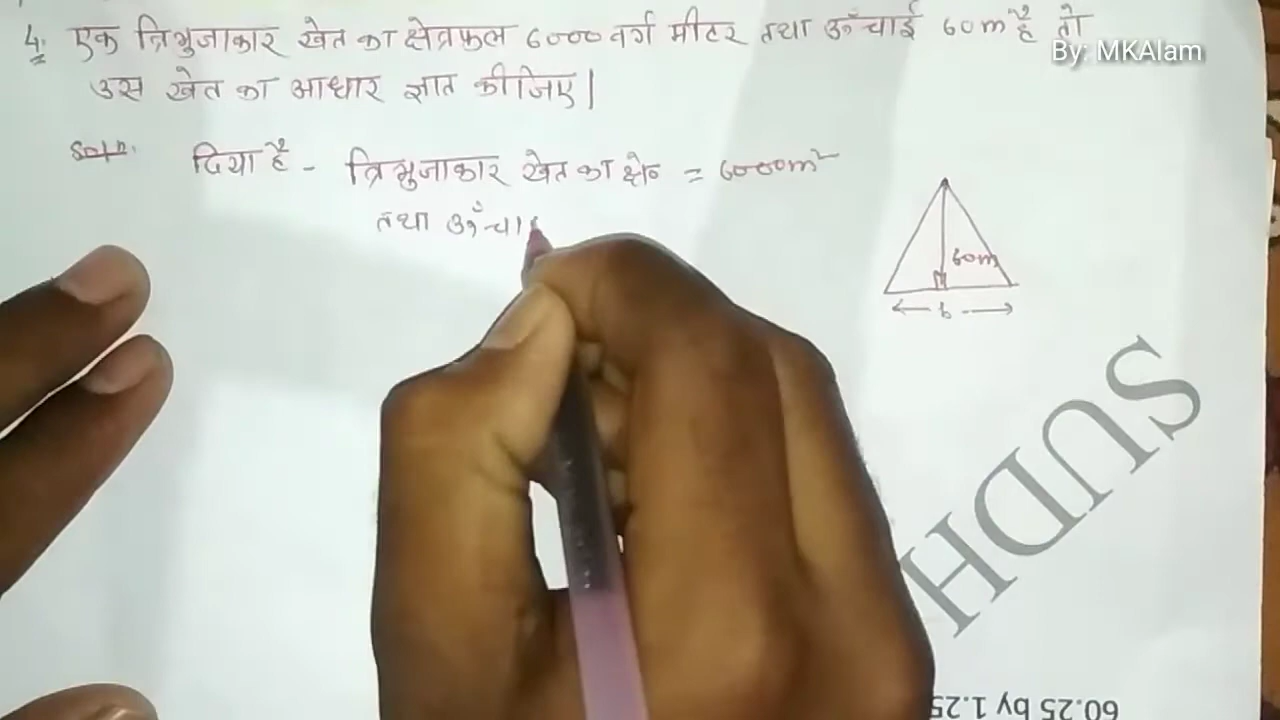 4. एक त्रिभुजाकार खेत का क्षेत्रफल 6000 वर्ग मीटर तथा ऊँचाई 60m है तो
By: MKAlam
उस खेत का आधार ज्ञात कीजिए|
Soln. दिया है - त्रिभुजाकार खेत का क्षे० = 6000m²
तथा ऊँचा
60m
b
SUDH
60.25 by 1.25